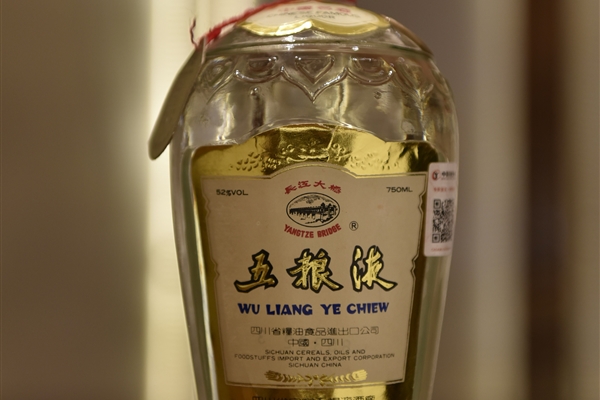 52%VOL
长江大桥
750ML
YANGTZE BRIDGE
®
五粮液
WU LIANG YE CHIEW
四川省糧油食品進出口公司
中國·四川
SICHUAN CEREALS, OILS AND
FOODSTUFFS IMPORT AND EXPORT CORPORATION
SICHUAN CHINA